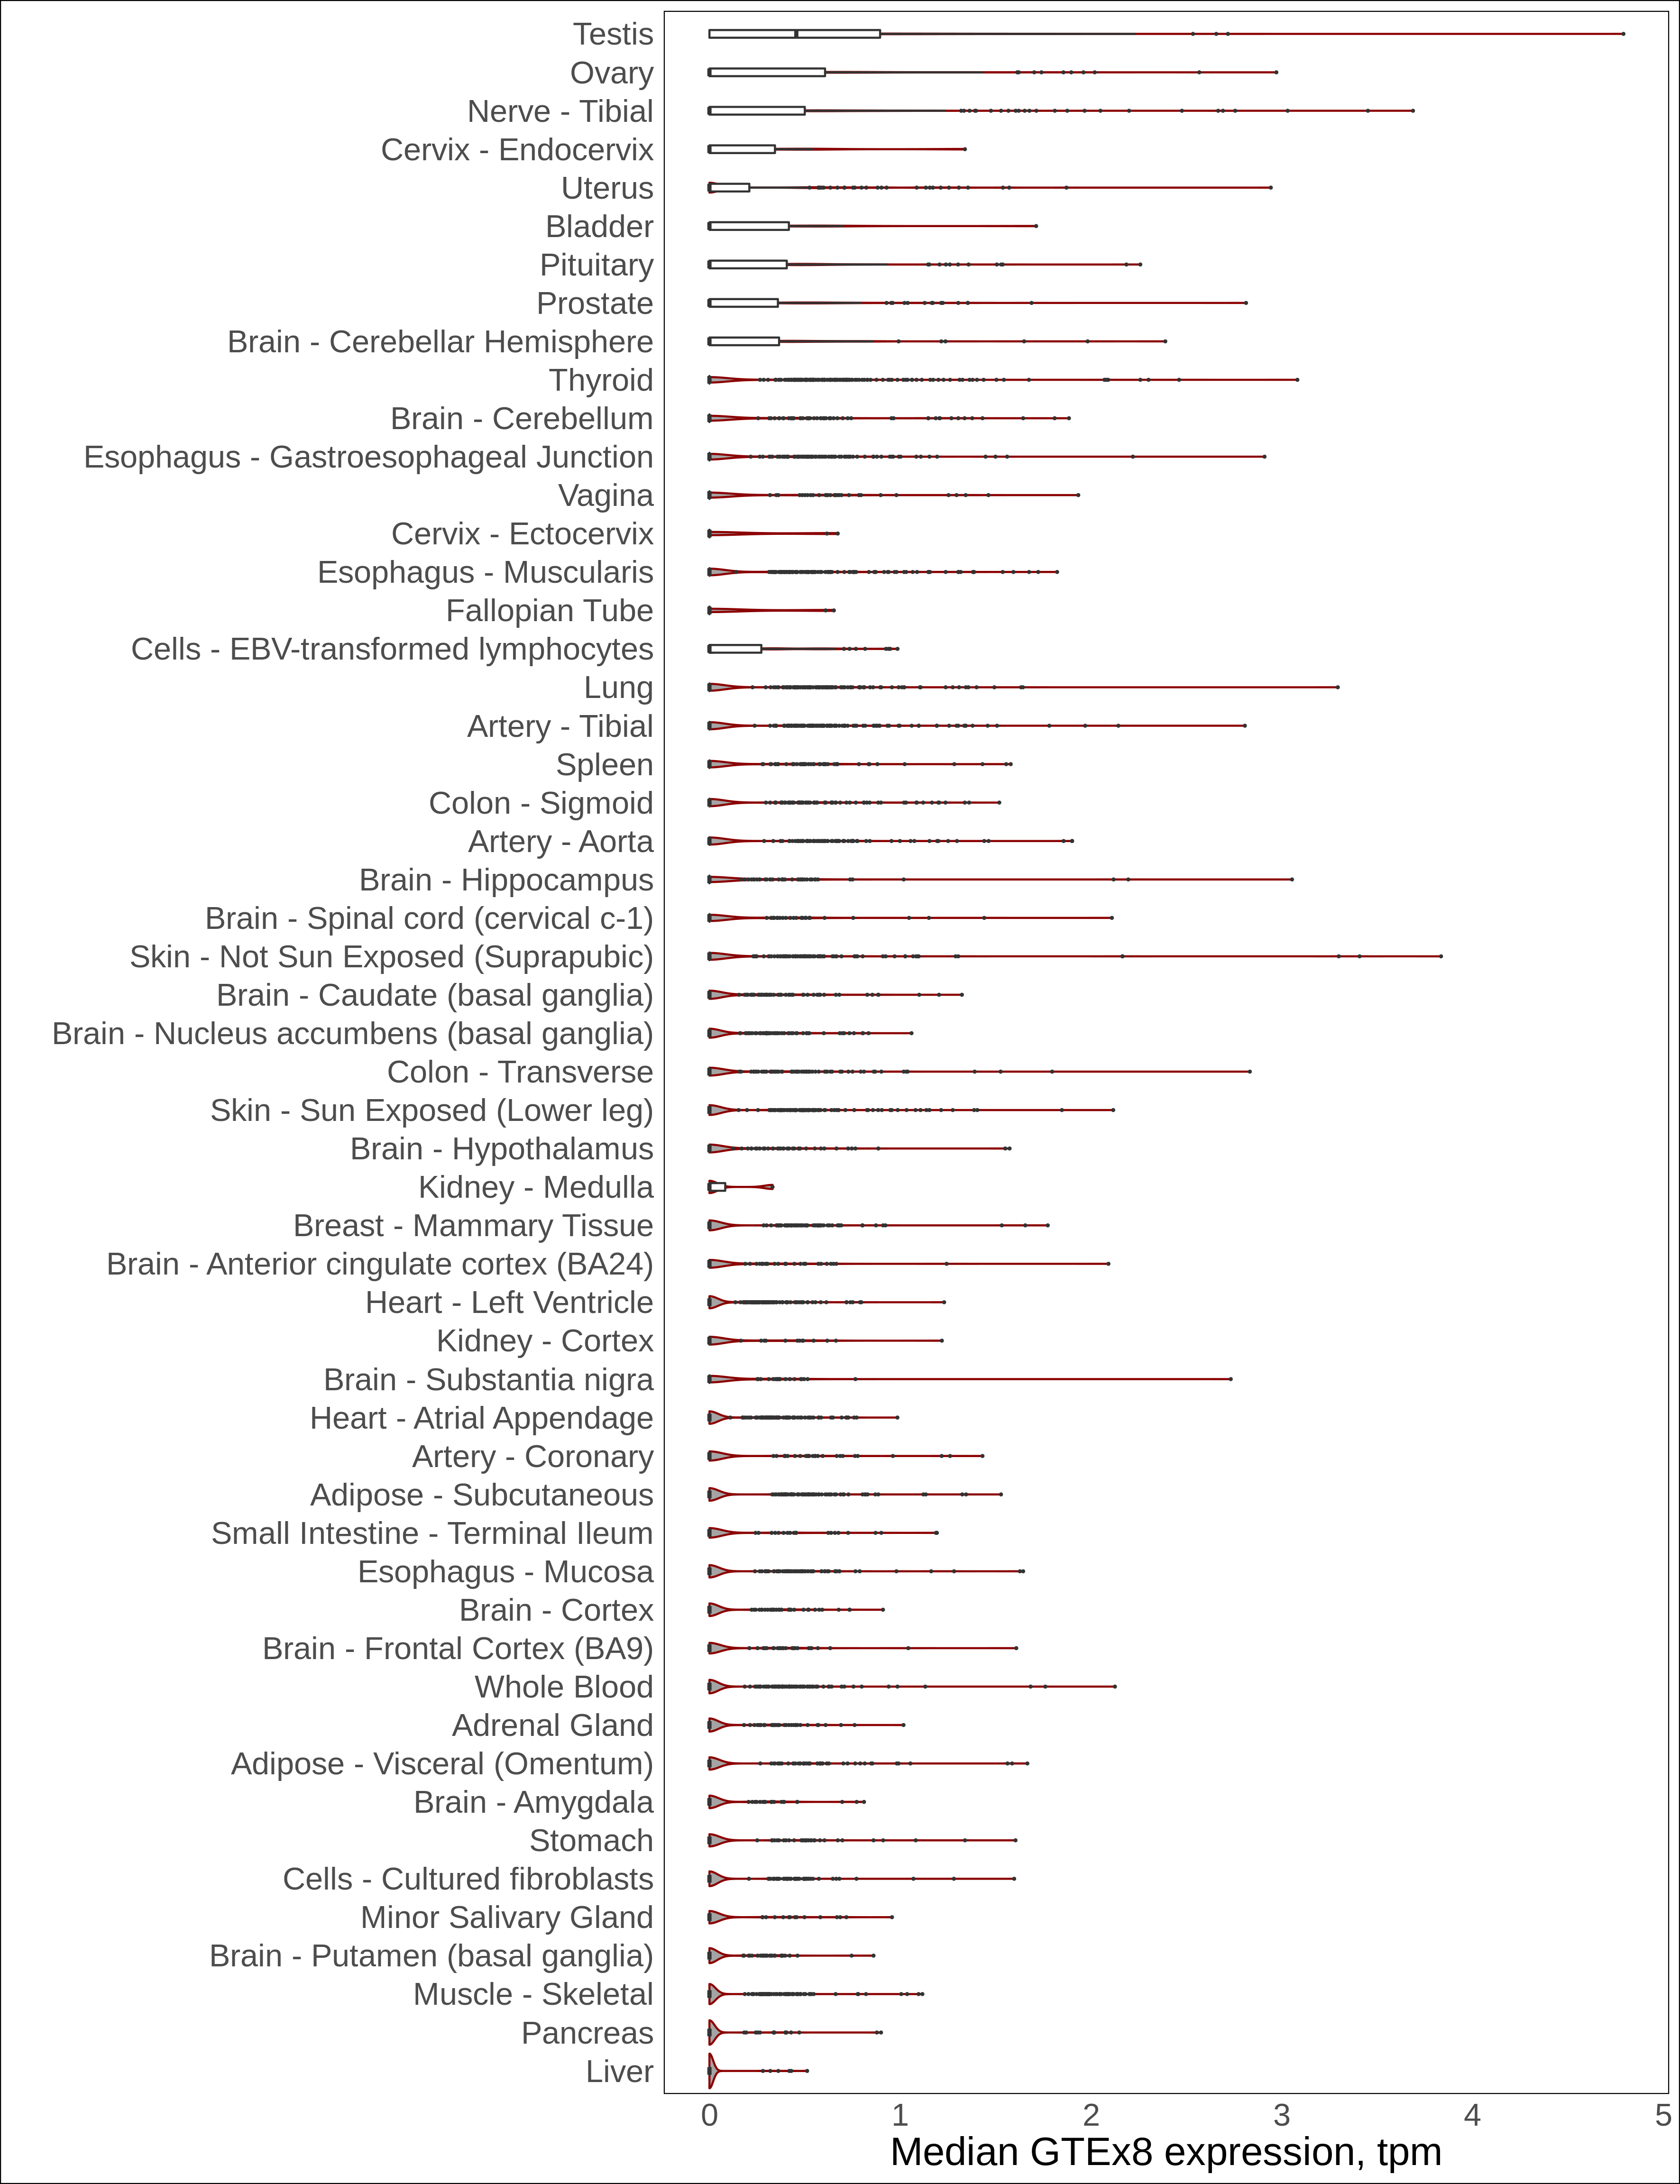 Testis
Ovary
Nerve - Tibial
Cervix - Endocervix
Uterus
Bladder
Pituitary
Prostate
Brain - Cerebellar Hemisphere
Thyroid
Brain - Cerebellum
Esophagus - Gastroesophageal Junction
Vagina
Cervix - Ectocervix
Esophagus - Muscularis
Fallopian Tube
Cells - EBV-transformed lymphocytes
Lung
Artery - Tibial
Spleen
Colon - Sigmoid
Artery - Aorta
Brain - Hippocampus
Brain - Spinal cord (cervical c-1)
Skin - Not Sun Exposed (Suprapubic)
Brain - Caudate (basal ganglia)
Brain - Nucleus accumbens (basal ganglia)
Colon - Transverse
Skin - Sun Exposed (Lower leg)
Brain - Hypothalamus
Kidney - Medulla
Breast - Mammary Tissue
Brain - Anterior cingulate cortex (BA24)
Heart - Left Ventricle
Kidney - Cortex
Brain - Substantia nigra
Heart - Atrial Appendage
Artery - Coronary
Adipose - Subcutaneous
Small Intestine - Terminal Ileum
Esophagus - Mucosa
Brain - Cortex
Brain - Frontal Cortex (BA9)
Whole Blood
Adrenal Gland
Adipose - Visceral (Omentum)
Brain - Amygdala
Stomach
Cells - Cultured fibroblasts
Minor Salivary Gland
Brain - Putamen (basal ganglia)
Muscle - Skeletal
Pancreas
Liver
0 1 2 3 4 5
Median GTEx8 expression, tpm